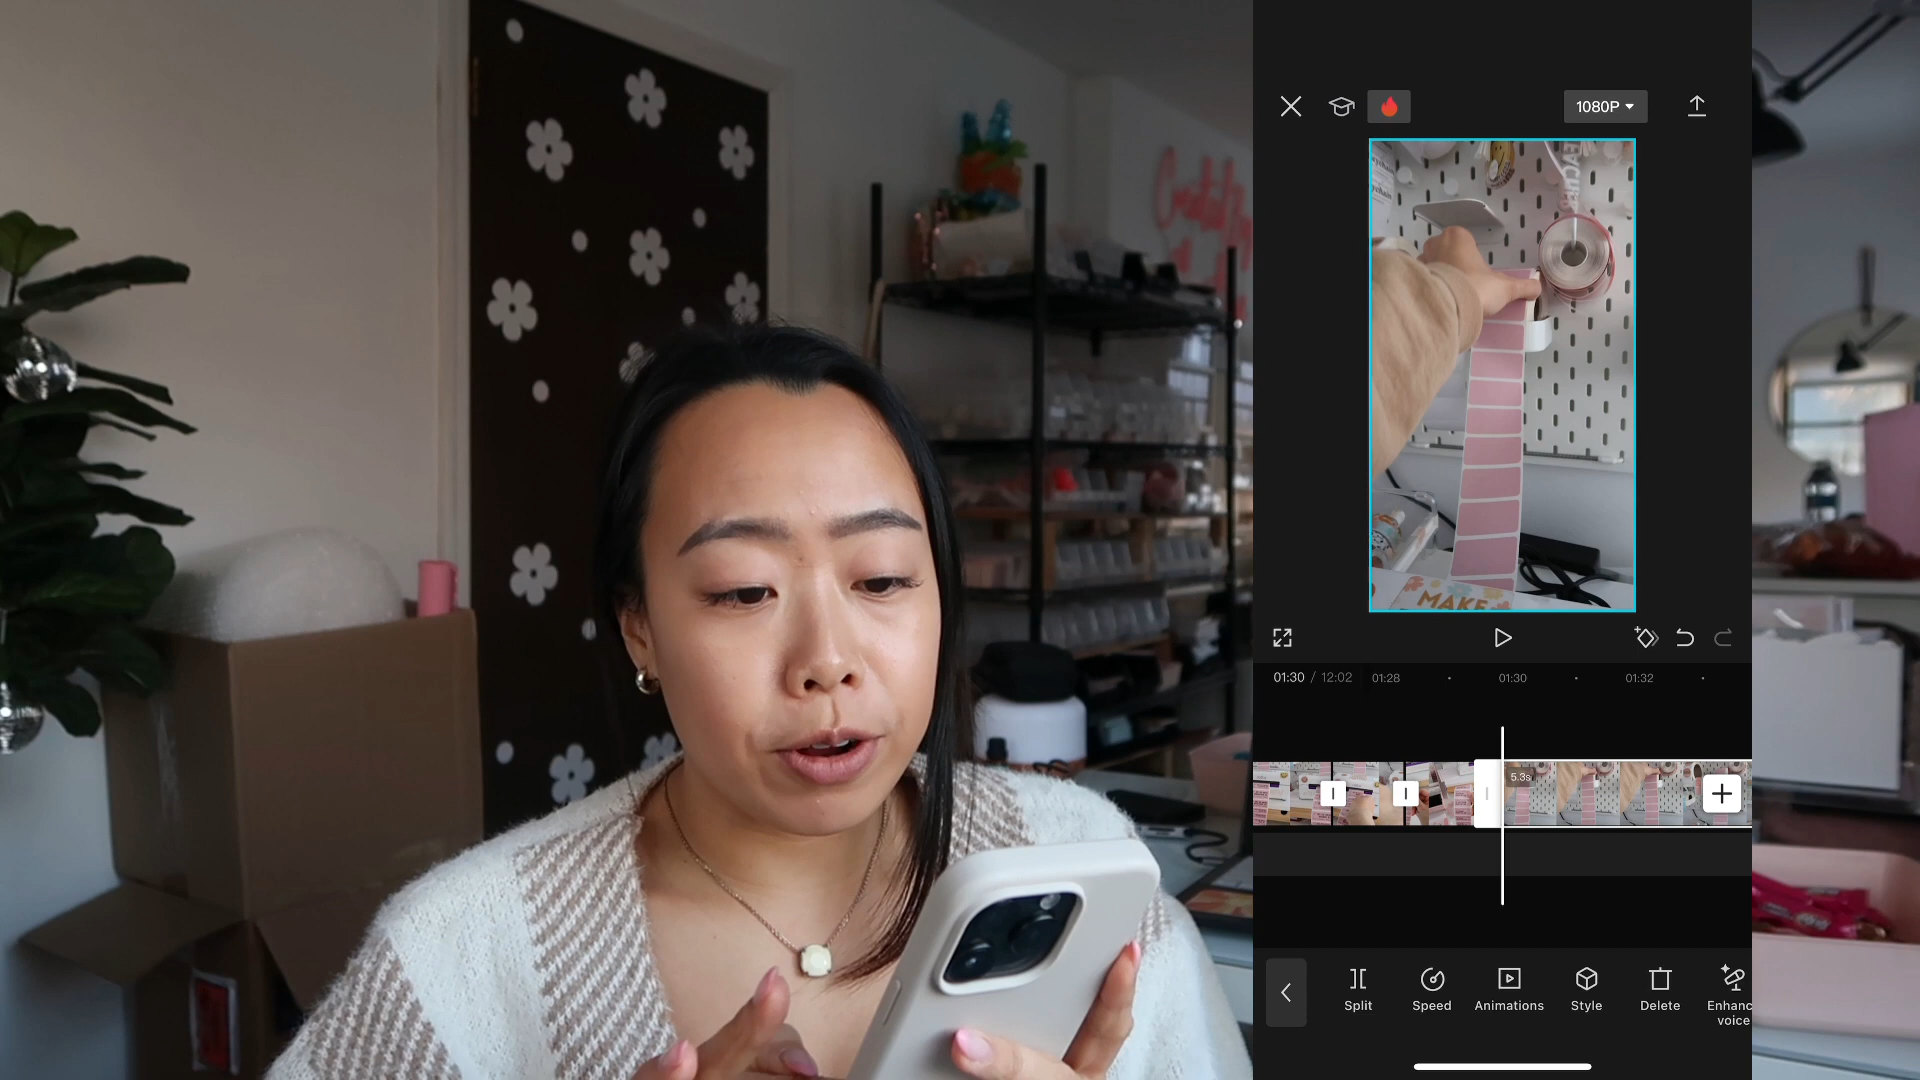 1080P
MAKE
01:30 / 12:02
01:28
01:30
01:32
5.3s
Split
Speed
Animations
Style
Delete
Enhanc
voice